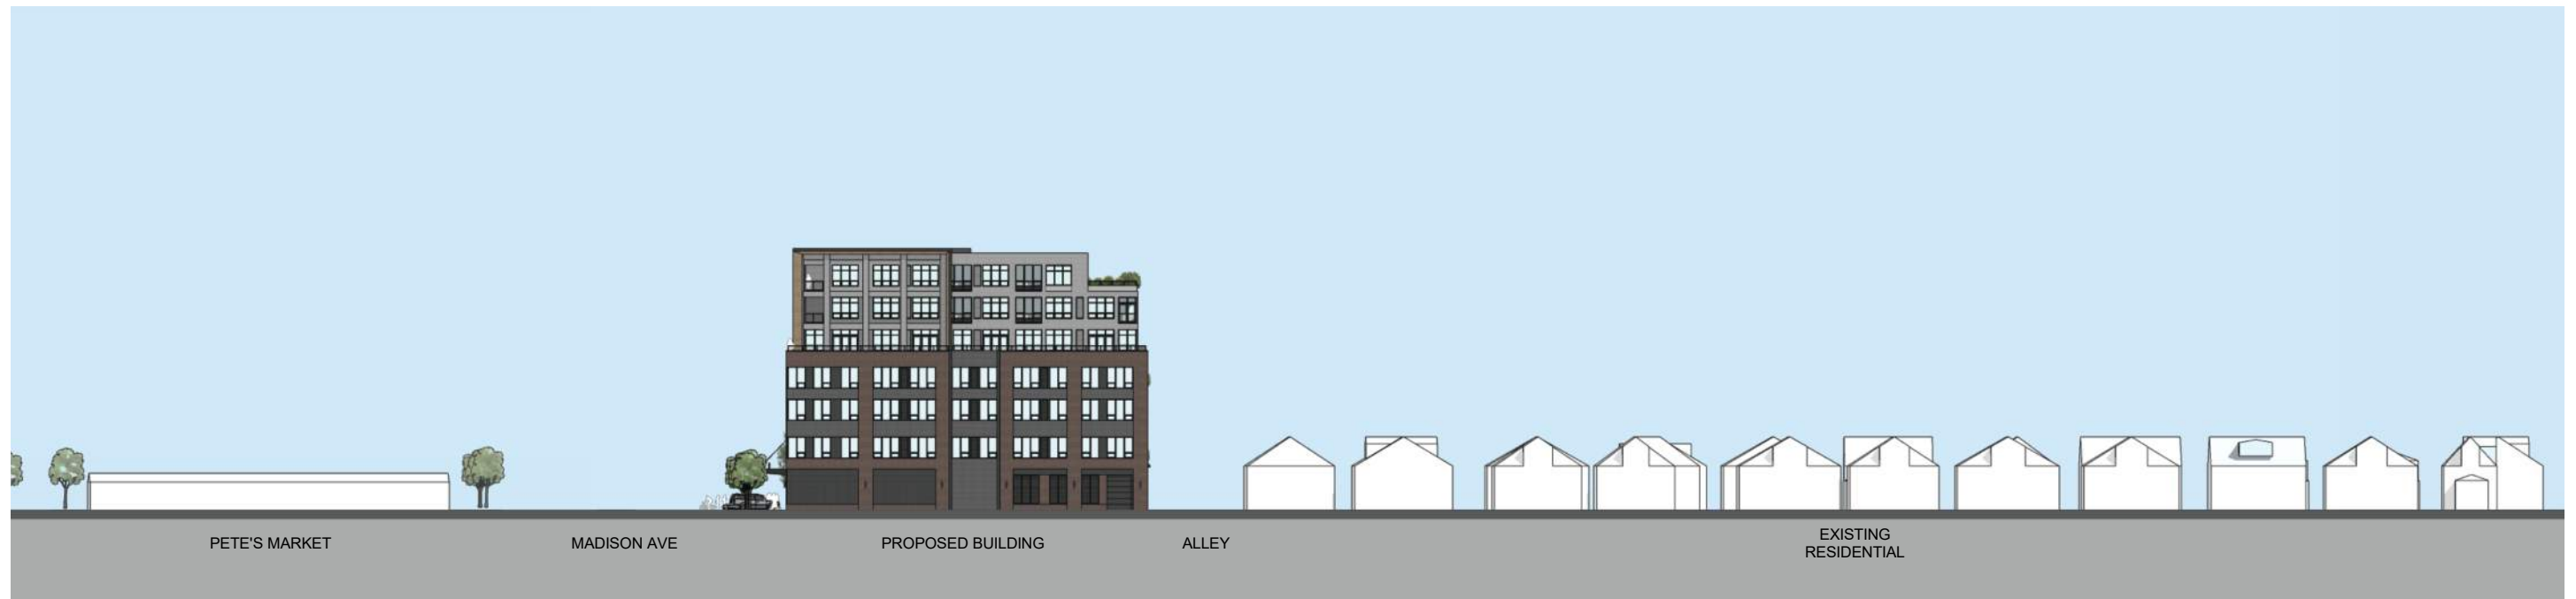 PETE'S MARKET
MADISON AVE
PROPOSED BUILDING
ALLEY
EXISTING
RESIDENTIAL